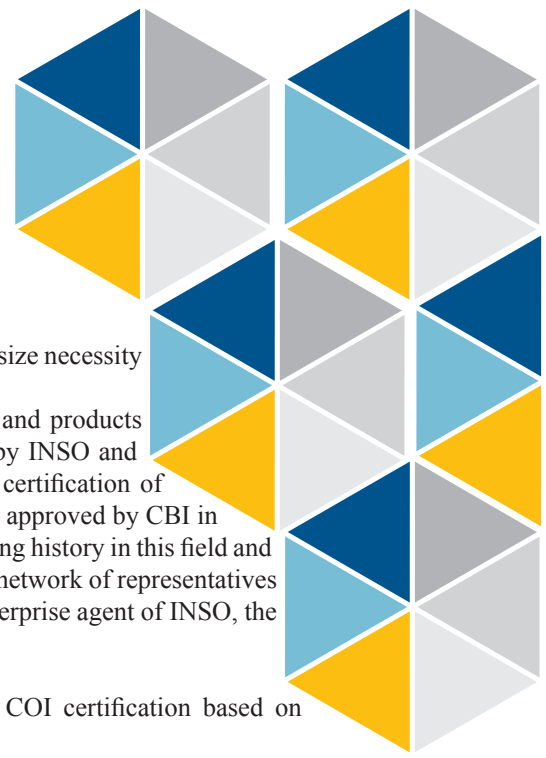 size necessity
and products
by INSO and
certification of
approved by CBI in
ng history in this field and
network of representatives
erprise agent of INSO, the
COI certification based on